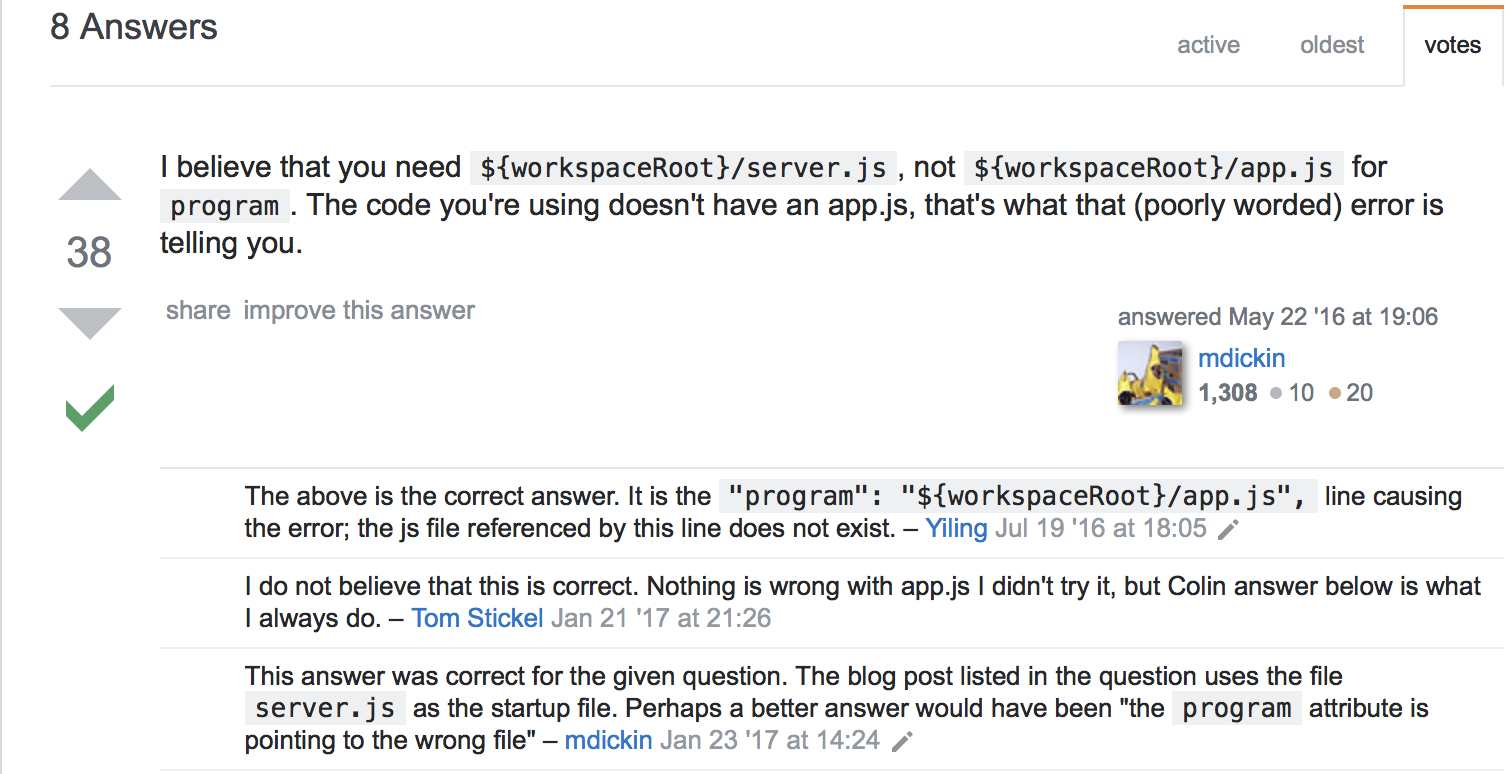 8 Answers
active oldest votes
I believe that you need ${workspaceRoot}/server.js , not ${workspaceRoot}/app.js for
program . The code you're using doesn't have an app.js, that's what that (poorly worded) error is
telling you.
38
share improve this answer
answered May 22 '16 at 19:06
mdickin
1,308 10 20
The above is the correct answer. It is the "program": "${workspaceRoot}/app.js", line causing
the error; the js file referenced by this line does not exist. – Yiling Jul 19 '16 at 18:05
I do not believe that this is correct. Nothing is wrong with app.js I didn't try it, but Colin answer below is what
I always do. – Tom Stickel Jan 21 '17 at 21:26
This answer was correct for the given question. The blog post listed in the question uses the file
server.js as the startup file. Perhaps a better answer would have been "the program attribute is
pointing to the wrong file" – mdickin Jan 23 '17 at 14:24